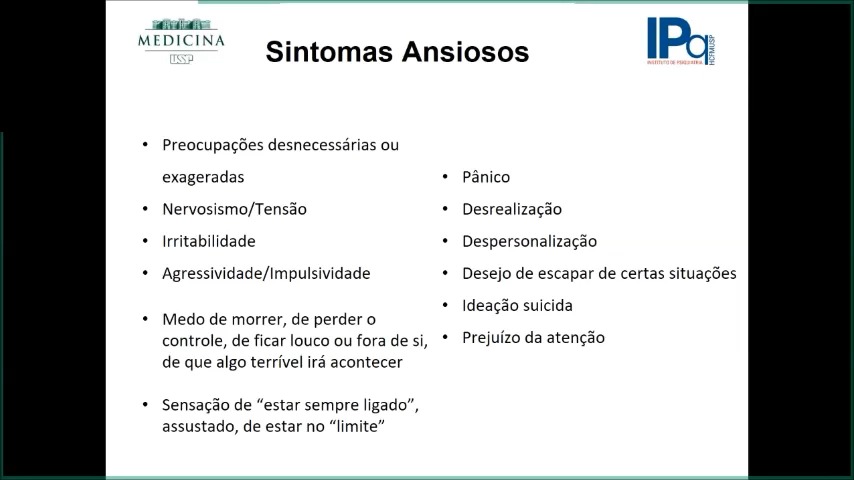 MEDICINA
USP
Sintomas Ansiosos
IPq
INSTITUTO DE PSIQUIATRIA
HCFMUSP
• Preocupações desnecessárias ou
exageradas
• Nervosismo/Tensão
• Irritabilidade
• Agressividade/Impulsividade
• Medo de morrer, de perder o
controle, de ficar louco ou fora de si,
de que algo terrível irá acontecer
• Sensação de “estar sempre ligado”,
assustado, de estar no “limite”
• Pânico
• Desrealização
• Despersonalização
• Desejo de escapar de certas situações
• Ideação suicida
• Prejuízo da atenção